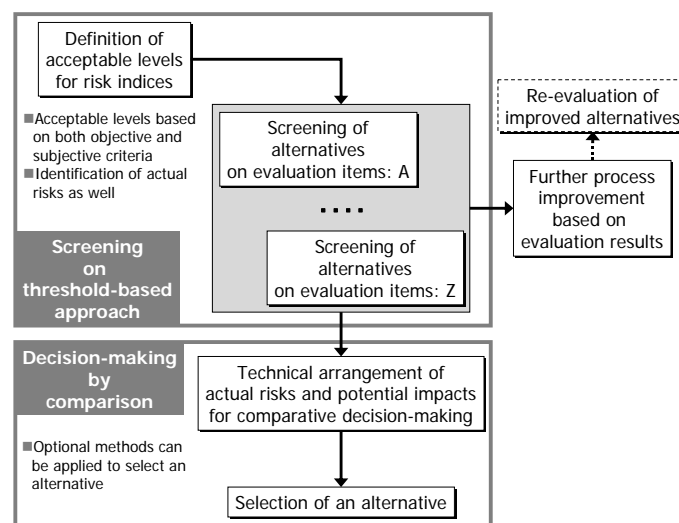 Definition of
acceptable levels
for risk indices
■Acceptable levels based
on both objective and
subjective criteria
■Identification of actual
risks as well
Screening of
alternatives
on evaluation items: A
....
Screening of
alternatives
on evaluation items: Z
Screening
on
threshold-based
approach
Re-evaluation of
improved alternatives
Further process
improvement
based on
evaluation results
Decision-making
by
comparison
■Optional methods can
be applied to select an
alternative
Technical arrangement of
actual risks and potential impacts
for comparative decision-making
Selection of an alternative